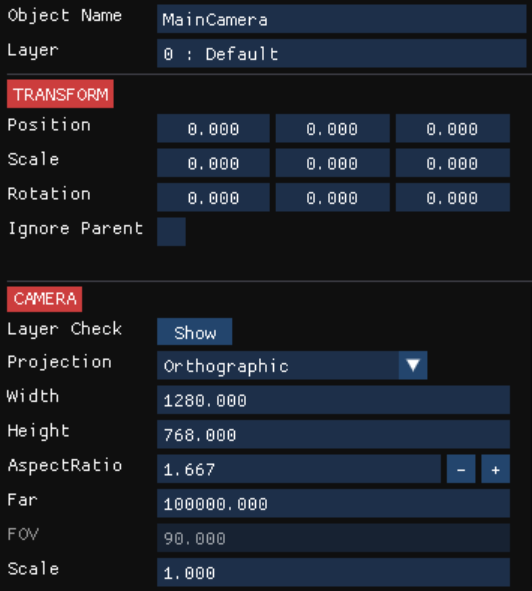 Object Name MainCamera
Layer 0 : Default
TRANSFORM
Position 0.000 0.000 0.000
Scale 0.000 0.000 0.000
Rotation 0.000 0.000 0.000
Ignore Parent
CAMERA
Layer Check Show
Projection Orthographic
Width 1280.000
Height 768.000
AspectRatio 1.667 - +
Far 100000.000
FOV 90.000
Scale 1.000